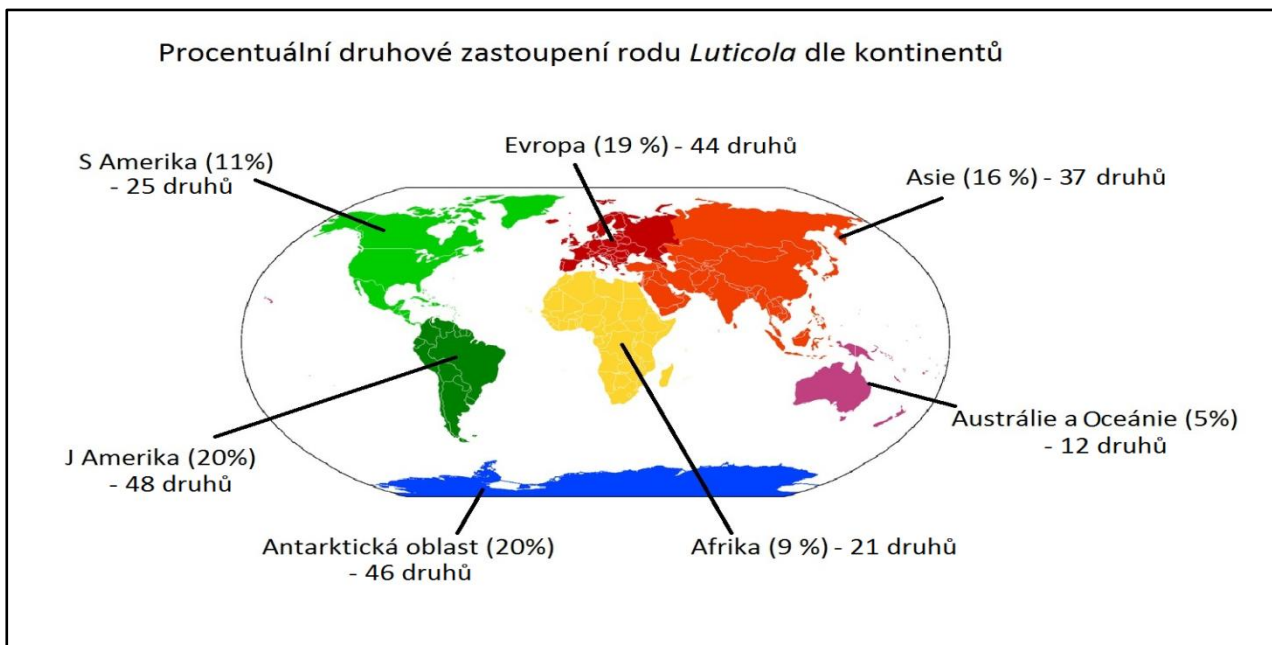 Procentuální druhové zastoupení rodu Luticola dle kontinentů
Evropa (19 %) - 44 druhů
S Amerika (11%)
- 25 druhů
Asie (16 %) - 37 druhů
Austrálie a Oceánie (5%)
- 12 druhů
J Amerika (20%)
- 48 druhů
Antarktická oblast (20%)
- 46 druhů
Afrika (9 %) - 21 druhů